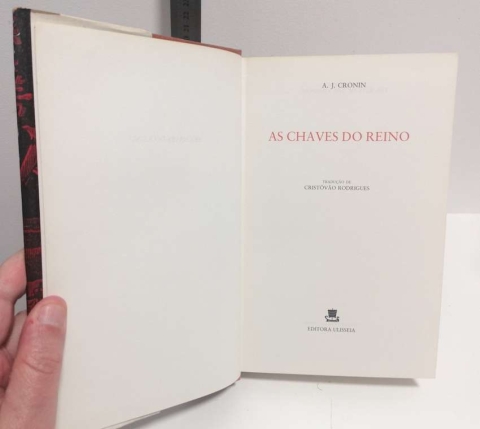 A. J. CRONIN
AS CHAVES DO REINO
TRADUÇÃO DE
CRISTÓVÃO RODRIGUES
EDITORA ULISSEIA